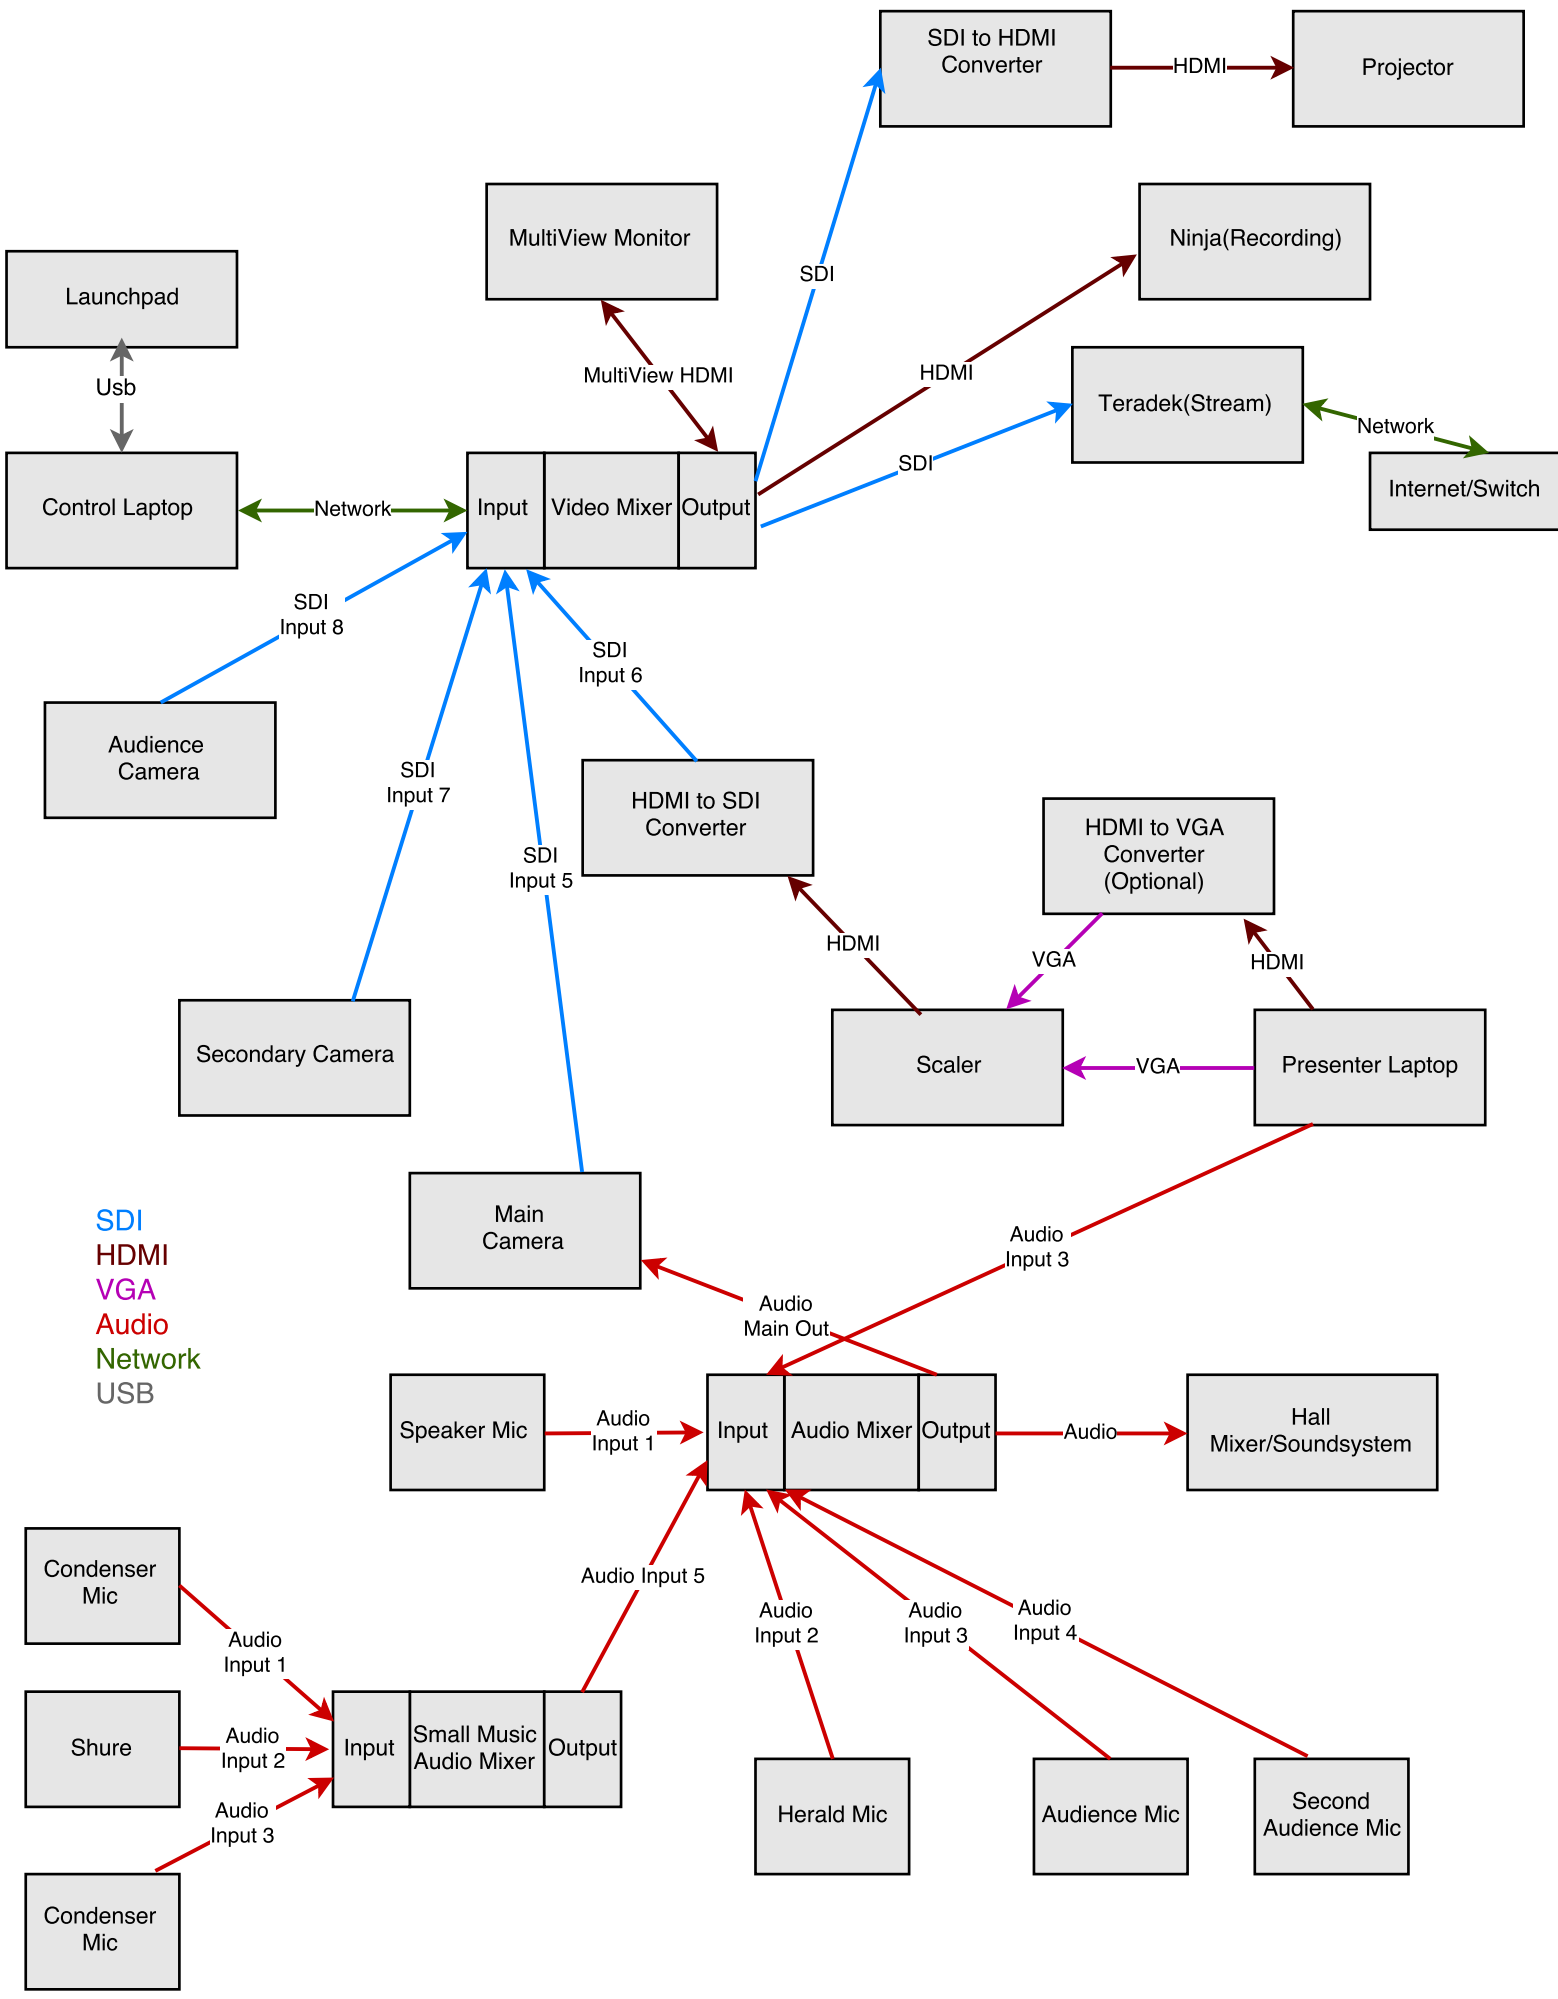 SDI to HDMI
Converter
HDMI
Projector
MultiView Monitor
Ninja(Recording)
SDI
Launchpad
MultiView HDMI
HDMI
Usb
Teradek(Stream)
Network
SDI
Internet/Switch
Control Laptop
Network
Input
Video Mixer
Output
SDI
Input 8
SDI
Input 6
Audience
Camera
SDI
Input 7
HDMI to SDI
Converter
HDMI to VGA
Converter
(Optional)
SDI
Input 5
HDMI
VGA
HDMI
Secondary Camera
Scaler
VGA
Presenter Laptop
Main
Camera
SDI
HDMI
VGA
Audio
Network
USB
Audio
Input 3
Audio
Main Out
Speaker Mic
Audio
Input 1
Input
Audio Mixer
Output
Audio
Hall
Mixer/Soundsystem
Condenser
Mic
Audio Input 5
Audio
Input 1
Audio
Input 2
Audio
Input 3
Audio
Input 4
Shure
Audio
Input 2
Input
Small Music
Audio Mixer
Output
Audio
Input 3
Herald Mic
Audience Mic
Second
Audience Mic
Condenser
Mic